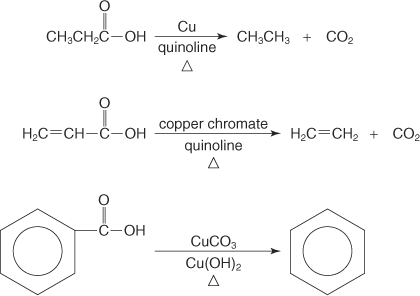 O
CH₃CH₂C—OH Cu CH₃CH₃ + CO₂
quinoline
△
O
H₂C=CH—C—OH copper chromate H₂C=CH₂ + CO₂
quinoline
△
O
C—OH CuCO₃
Cu(OH)₂
△